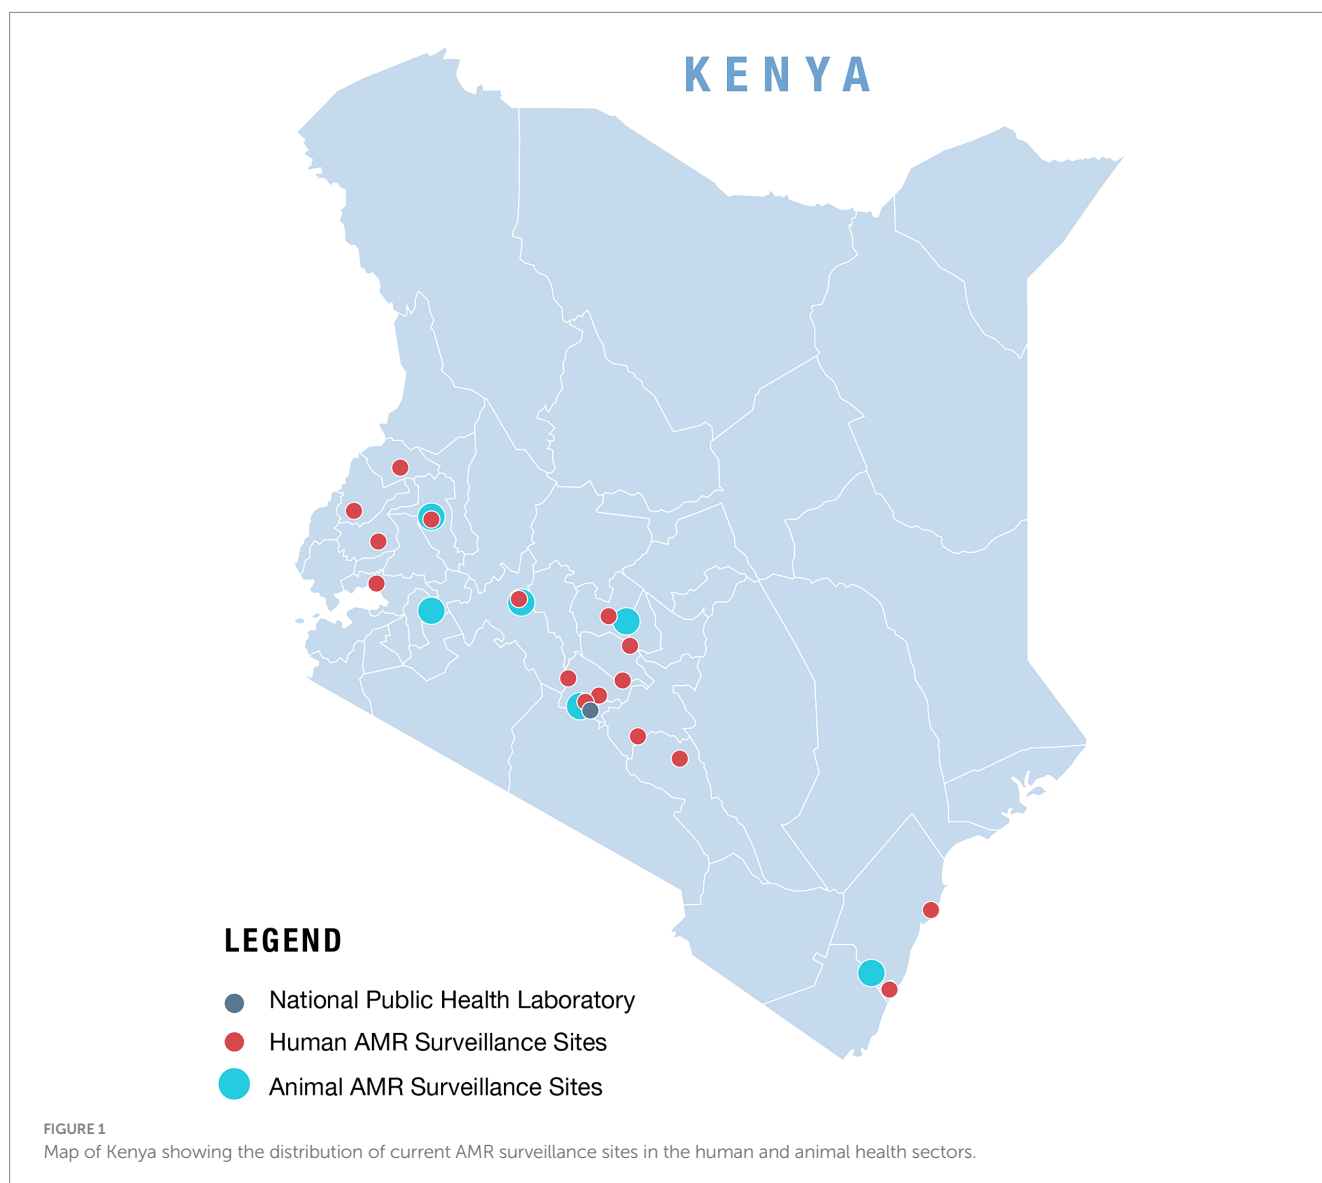 KENYA
LEGEND
National Public Health Laboratory
Human AMR Surveillance Sites
Animal AMR Surveillance Sites
FIGURE 1
Map of Kenya showing the distribution of current AMR surveillance sites in the human and animal health sectors.